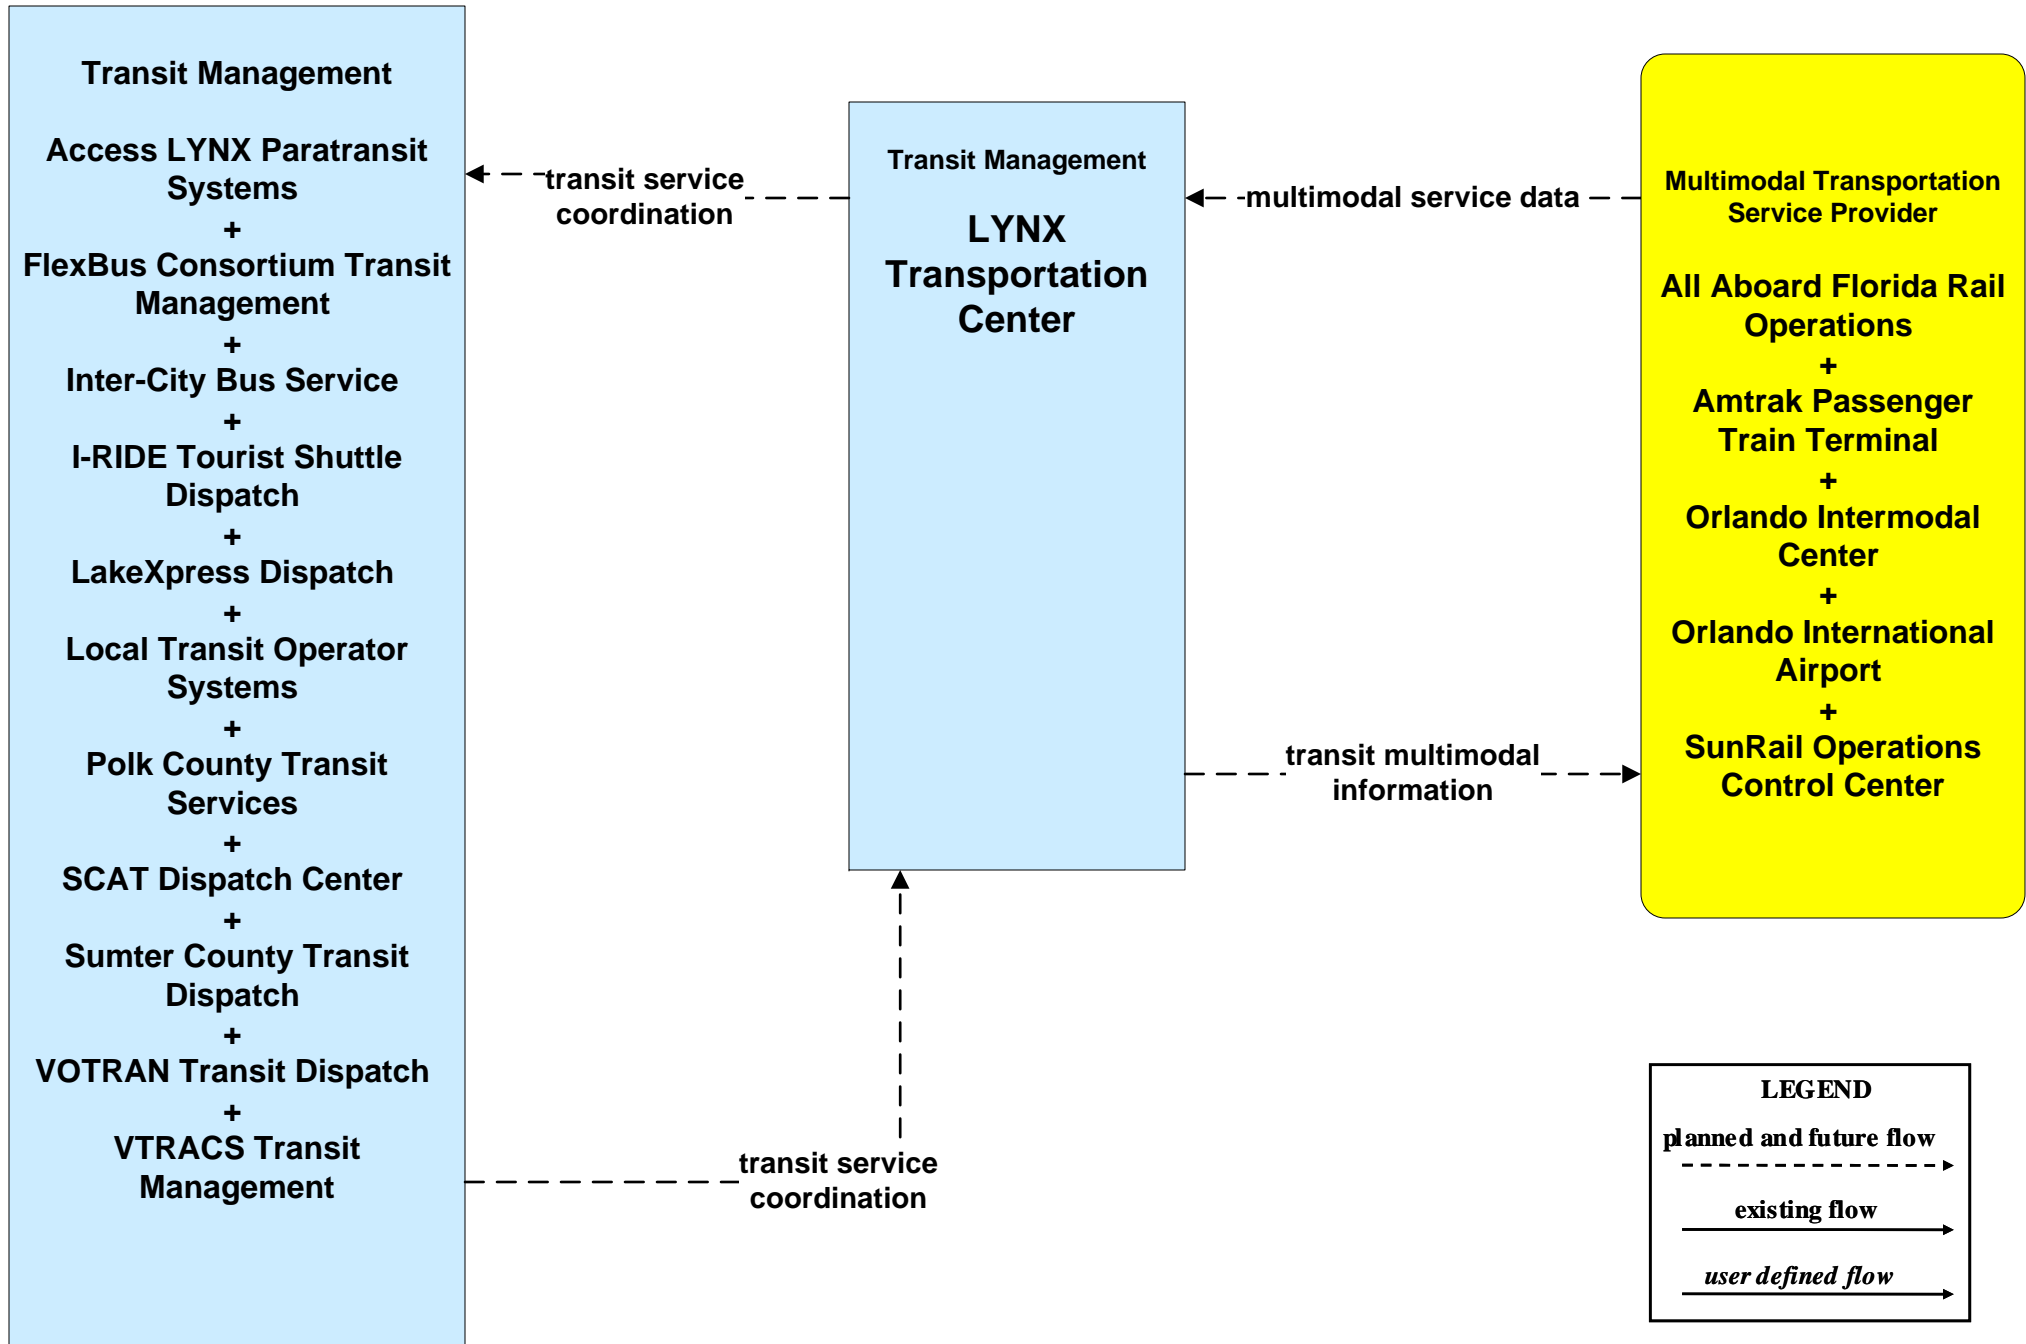 Transit Management
Access LYNX Paratransit
Systems
+
FlexBus Consortium Transit
Management
+
Inter-City Bus Service
+
I-RIDE Tourist Shuttle
Dispatch
+
LakeXpress Dispatch
+
Local Transit Operator
Systems
+
Polk County Transit
Services
+
SCAT Dispatch Center
+
Sumter County Transit
Dispatch
+
VOTRAN Transit Dispatch
+
VTRACS Transit
Management
transit service
coordination
transit service
coordination
Transit Management
LYNX
Transportation
Center
multimodal service data
transit multimodal
information
Multimodal Transportation
Service Provider
All Aboard Florida Rail
Operations
+
Amtrak Passenger
Train Terminal
+
Orlando Intermodal
Center
+
Orlando International
Airport
+
SunRail Operations
Control Center
LEGEND
planned and future flow
existing flow
user defined flow